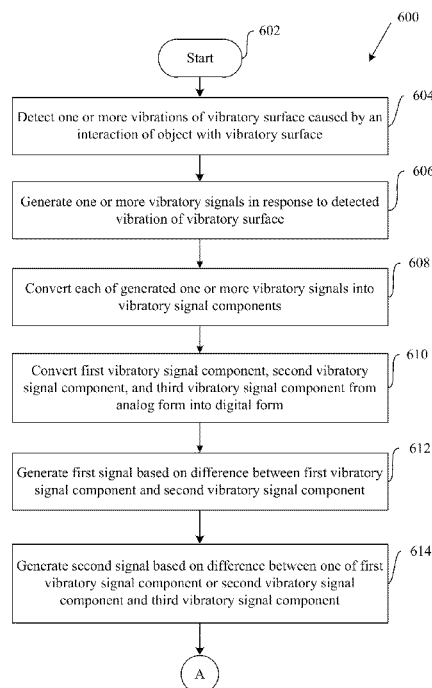 600
602
Start
604
Detect one or more vibrations of vibratory surface caused by an
interaction of object with vibratory surface
606
Generate one or more vibratory signals in response to detected
vibration of vibratory surface
608
Convert each of generated one or more vibratory signals into
vibratory signal components
610
Convert first vibratory signal component, second vibratory
signal component, and third vibratory signal component from
analog form into digital form
612
Generate first signal based on difference between first vibratory
signal component and second vibratory signal component
614
Generate second signal based on difference between one of first
vibratory signal component or second vibratory signal
component and third vibratory signal component
A